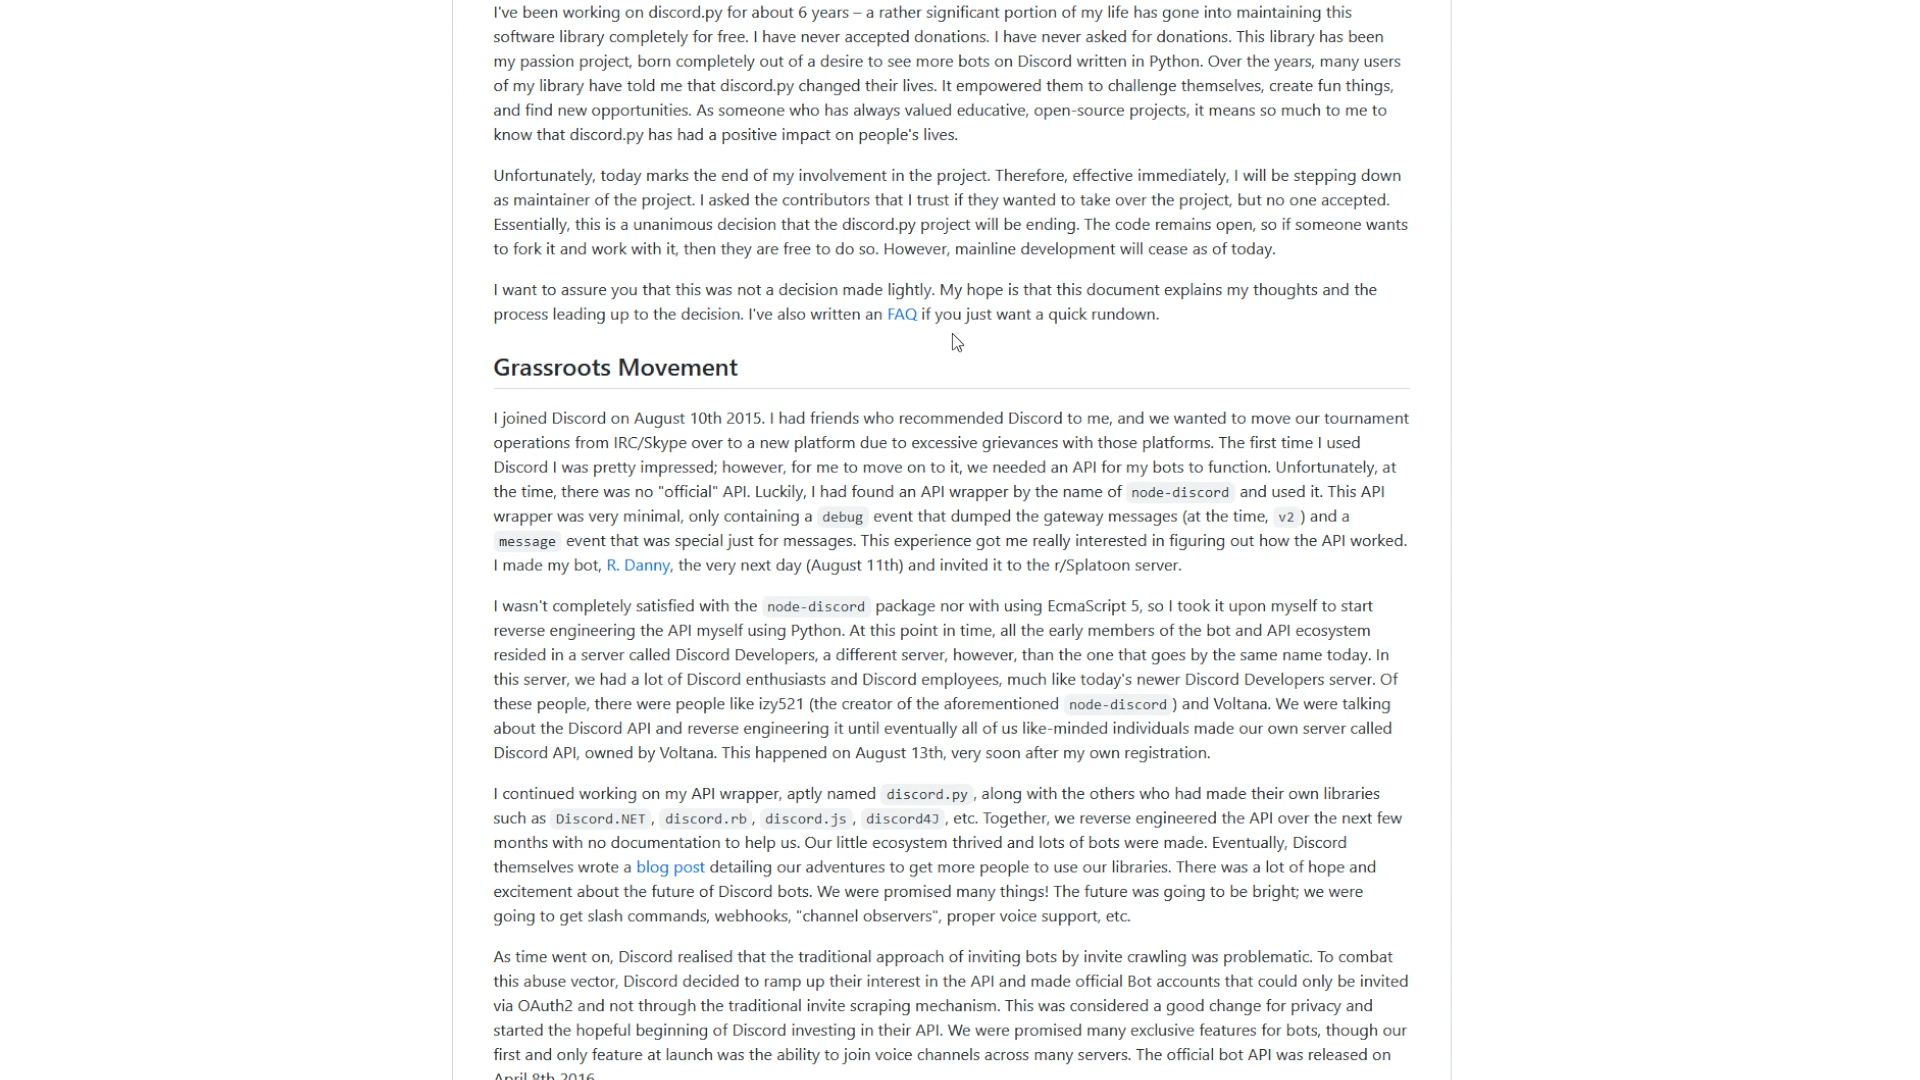 I've been working on discord.py for about 6 years – a rather significant portion of my life has gone into maintaining this
software library completely for free. I have never accepted donations. I have never asked for donations. This library has been
my passion project, born completely out of a desire to see more bots on Discord written in Python. Over the years, many users
of my library have told me that discord.py changed their lives. It empowered them to challenge themselves, create fun things,
and find new opportunities. As someone who has always valued educative, open-source projects, it means so much to me to
know that discord.py has had a positive impact on people's lives.
Unfortunately, today marks the end of my involvement in the project. Therefore, effective immediately, I will be stepping down
as maintainer of the project. I asked the contributors that I trust if they wanted to take over the project, but no one accepted.
Essentially, this is a unanimous decision that the discord.py project will be ending. The code remains open, so if someone wants
to fork it and work with it, then they are free to do so. However, mainline development will cease as of today.
I want to assure you that this was not a decision made lightly. My hope is that this document explains my thoughts and the
process leading up to the decision. I've also written an FAQ if you just want a quick rundown.
Grassroots Movement
I joined Discord on August 10th 2015. I had friends who recommended Discord to me, and we wanted to move our tournament
operations from IRC/Skype over to a new platform due to excessive grievances with those platforms. The first time I used
Discord I was pretty impressed; however, for me to move on to it, we needed an API for my bots to function. Unfortunately, at
the time, there was no "official" API. Luckily, I had found an API wrapper by the name of node-discord and used it. This API
wrapper was very minimal, only containing a debug event that dumped the gateway messages (at the time, v2 ) and a
message event that was special just for messages. This experience got me really interested in figuring out how the API worked.
I made my bot, R. Danny, the very next day (August 11th) and invited it to the r/Splatoon server.
I wasn't completely satisfied with the node-discord package nor with using EcmaScript 5, so I took it upon myself to start
reverse engineering the API myself using Python. At this point in time, all the early members of the bot and API ecosystem
resided in a server called Discord Developers, a different server, however, than the one that goes by the same name today. In
this server, we had a lot of Discord enthusiasts and Discord employees, much like today's newer Discord Developers server. Of
these people, there were people like izy521 (the creator of the aforementioned node-discord ) and Voltana. We were talking
about the Discord API and reverse engineering it until eventually all of us like-minded individuals made our own server called
Discord API, owned by Voltana. This happened on August 13th, very soon after my own registration.
I continued working on my API wrapper, aptly named discord.py , along with the others who had made their own libraries
such as Discord.NET , discord.rb , discord.js , discord4J , etc. Together, we reverse engineered the API over the next few
months with no documentation to help us. Our little ecosystem thrived and lots of bots were made. Eventually, Discord
themselves wrote a blog post detailing our adventures to get more people to use our libraries. There was a lot of hope and
excitement about the future of Discord bots. We were promised many things! The future was going to be bright; we were
going to get slash commands, webhooks, "channel observers", proper voice support, etc.
As time went on, Discord realised that the traditional approach of inviting bots by invite crawling was problematic. To combat
this abuse vector, Discord decided to ramp up their interest in the API and made official Bot accounts that could only be invited
via OAuth2 and not through the traditional invite scraping mechanism. This was considered a good change for privacy and
started the hopeful beginning of Discord investing in their API. We were promised many exclusive features for bots, though our
first and only feature at launch was the ability to join voice channels across many servers. The official bot API was released on
April 8th 2016.